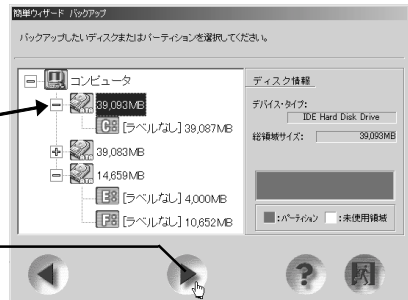 簡単ウィザード バックアップ
バックアップしたいディスクまたはパーティションを選択してください。
コンピュータ
39,093MB
C: [ラベルなし] 39,087MB
39,083MB
14,659MB
E: [ラベルなし] 4,000MB
F: [ラベルなし] 10,652MB
ディスク情報
デバイス・タイプ:
IDE Hard Disk Drive
総領域サイズ: 39,093MB
:パーティション :未使用領域
?